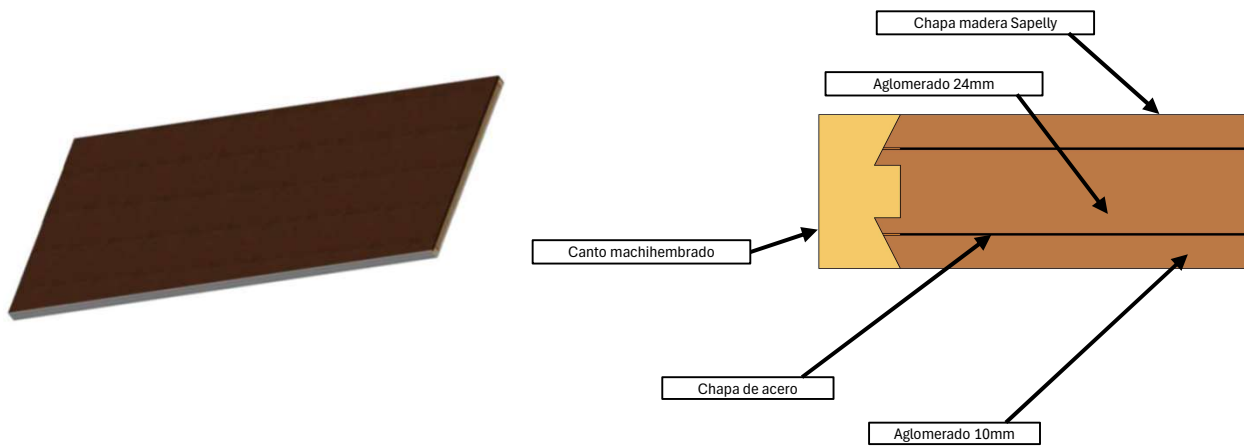 Chapa madera Sapelly
Aglomerado 24mm
Canto machihembrado
Chapa de acero
Aglomerado 10mm